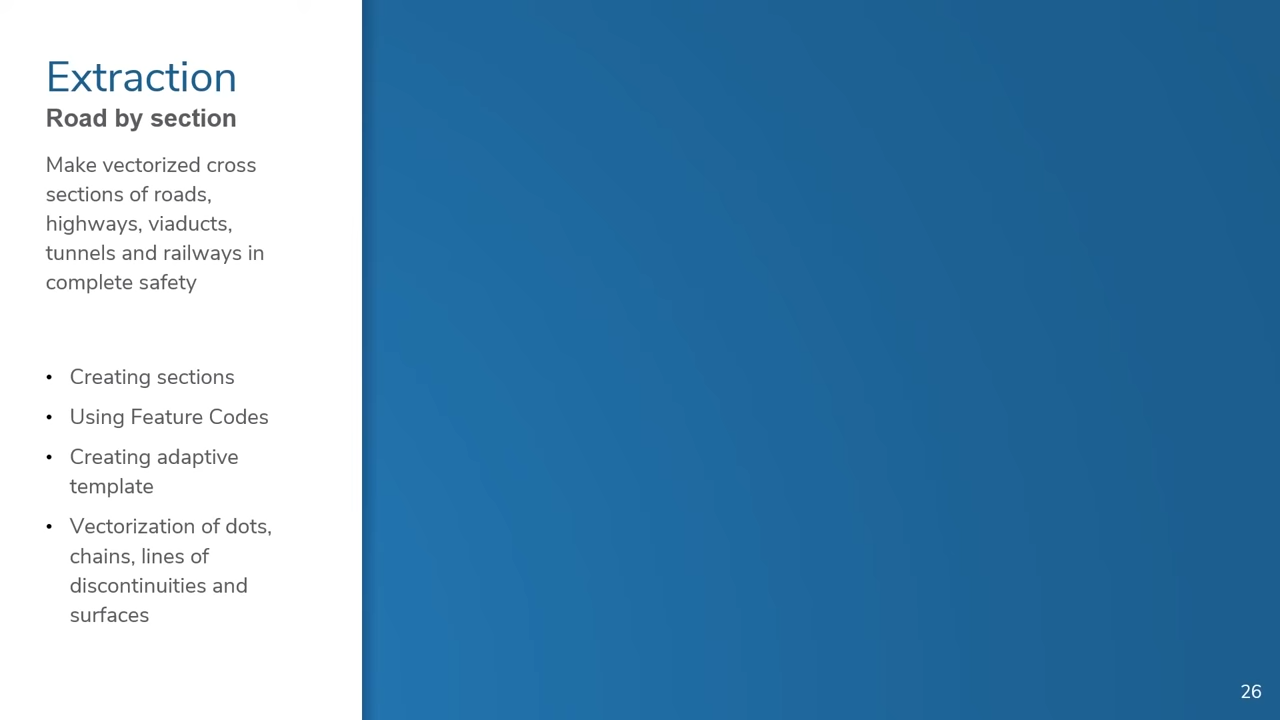 Extraction
Road by section
Make vectorized cross
sections of roads,
highways, viaducts,
tunnels and railways in
complete safety
• Creating sections
• Using Feature Codes
• Creating adaptive
template
• Vectorization of dots,
chains, lines of
discontinuities and
surfaces
26